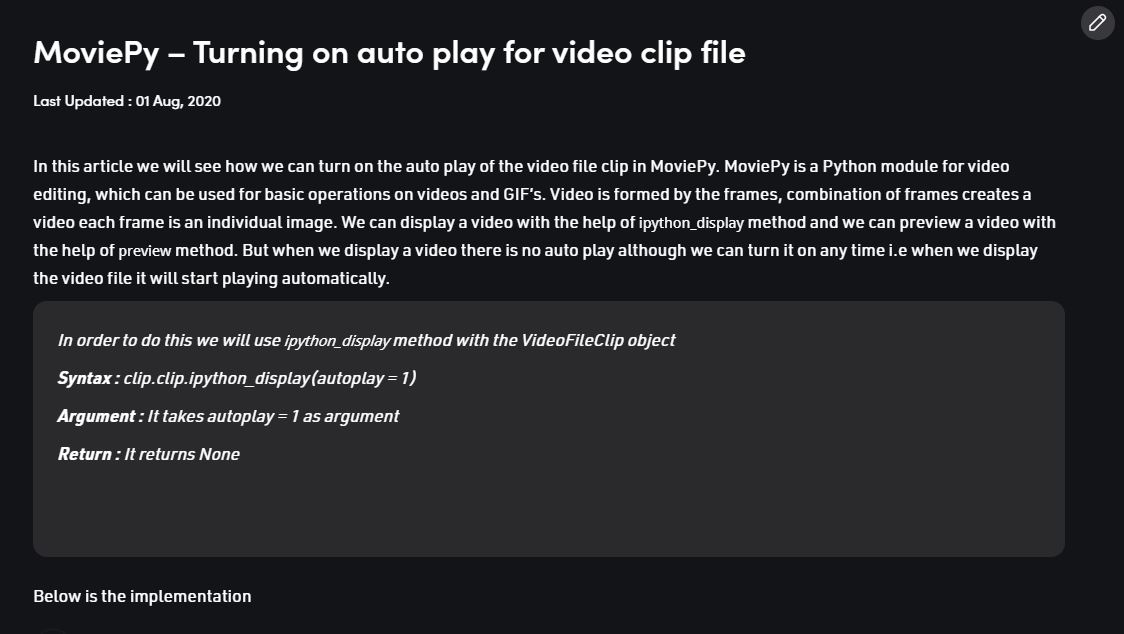 MoviePy – Turning on auto play for video clip file
Last Updated : 01 Aug, 2020
In this article we will see how we can turn on the auto play of the video file clip in MoviePy. MoviePy is a Python module for video
editing, which can be used for basic operations on videos and GIF’s. Video is formed by the frames, combination of frames creates a
video each frame is an individual image. We can display a video with the help of ipython_display method and we can preview a video with
the help of preview method. But when we display a video there is no auto play although we can turn it on any time i.e when we display
the video file it will start playing automatically.
In order to do this we will use ipython_display method with the VideoFileClip object
Syntax : clip.clip.ipython_display(autoplay = 1)
Argument : It takes autoplay = 1 as argument
Return : It returns None
Below is the implementation